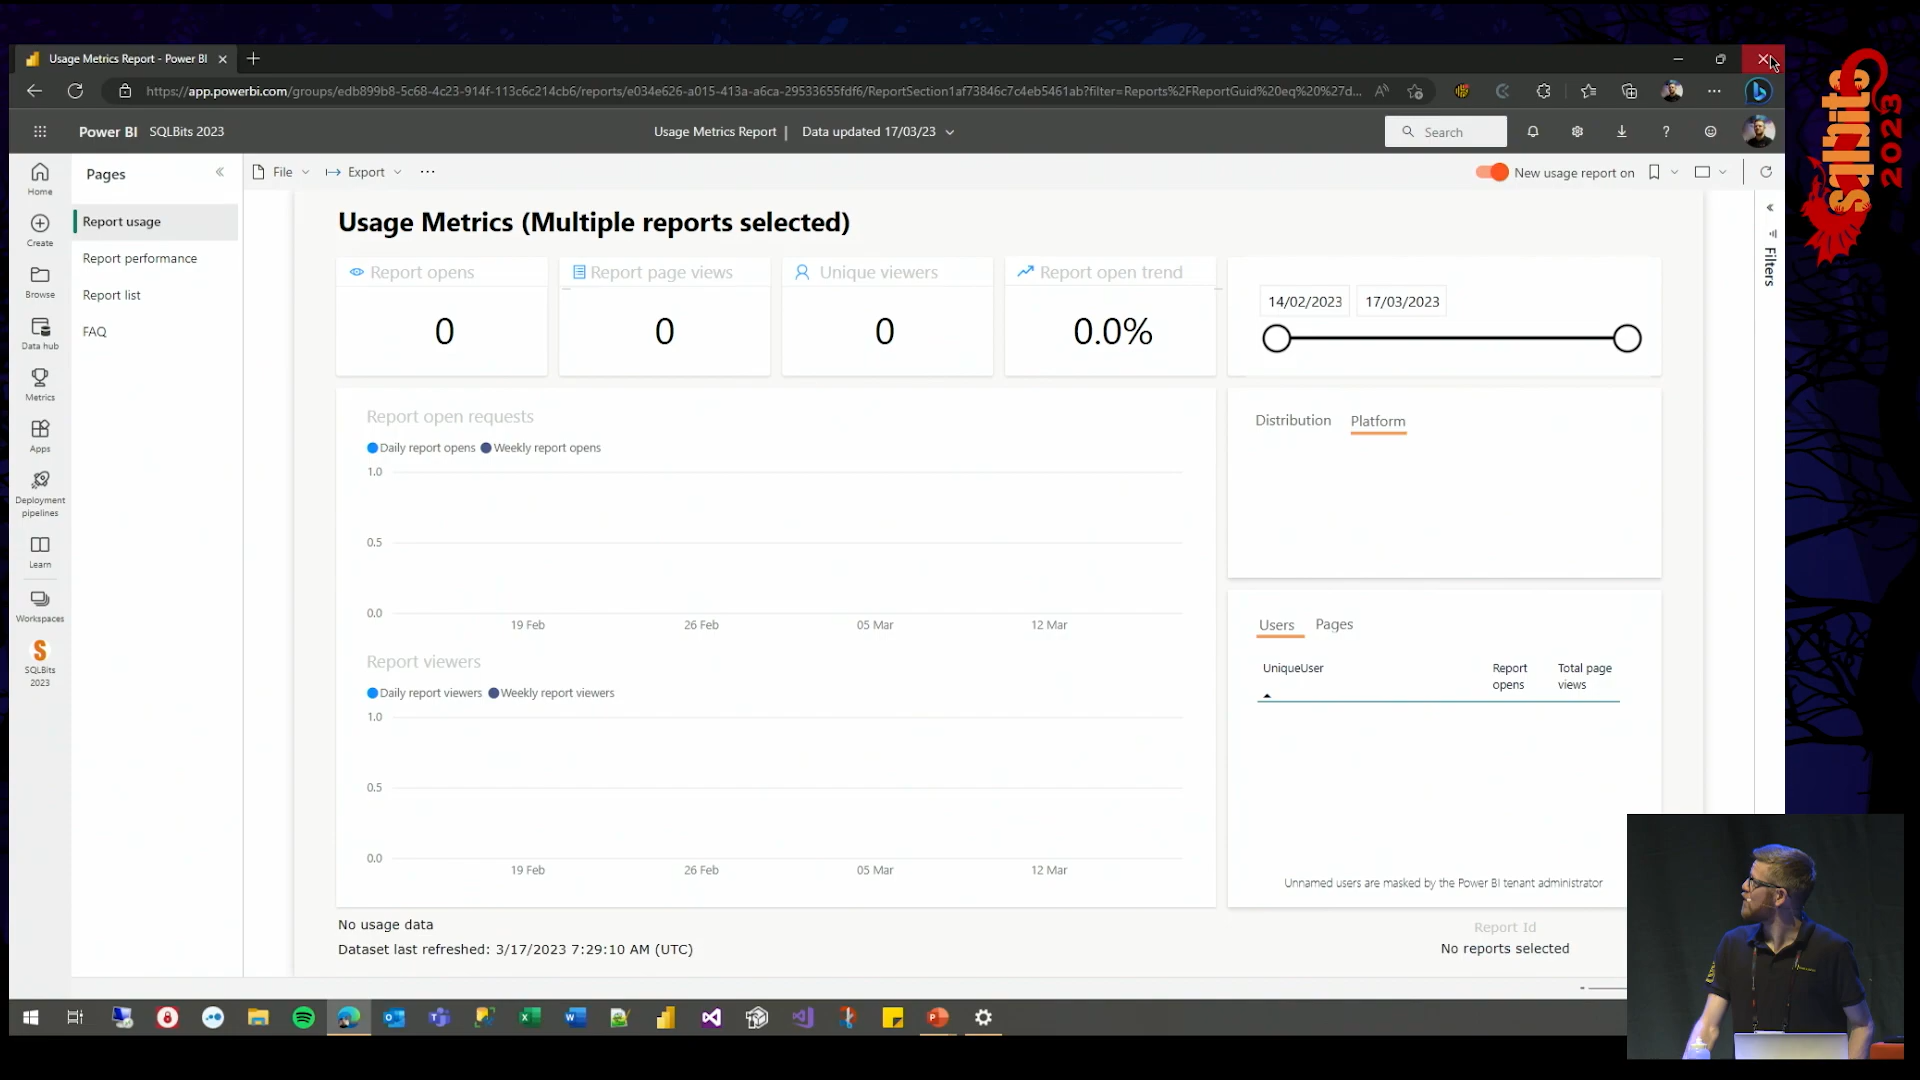 Usage Metrics Report - Power BI
https://app.powerbi.com/groups/edb899b8-5c68-4c23-914f-113c6c214cb6/reports/e034e626-a015-413a-a6ca-29533655fdf6/ReportSection1af73846c7c4eb5461ab?filter=Reports%2FReportGuid%20eq%20%27d...
Power BI SQLBits 2023
Usage Metrics Report | Data updated 17/03/23
Search
Home
Create
Browse
Data hub
Metrics
Apps
Deployment
pipelines
Learn
Workspaces
SQLBits
2023
Pages
Report usage
Report performance
Report list
FAQ
File Export ...
New usage report on
Filters
Usage Metrics (Multiple reports selected)
Report opens
0
Report page views
0
Unique viewers
0
Report open trend
0.0%
14/02/2023 17/03/2023
Report open requests
Daily report opens Weekly report opens
1.0
0.5
0.0
19 Feb 26 Feb 05 Mar 12 Mar
Report viewers
Daily report viewers Weekly report viewers
1.0
0.5
0.0
19 Feb 26 Feb 05 Mar 12 Mar
Distribution Platform
Users Pages
UniqueUser Report opens Total page views
Unnamed users are masked by the Power BI tenant administrator
No usage data
Dataset last refreshed: 3/17/2023 7:29:10 AM (UTC)
Report Id
No reports selected
sqlbits
2023